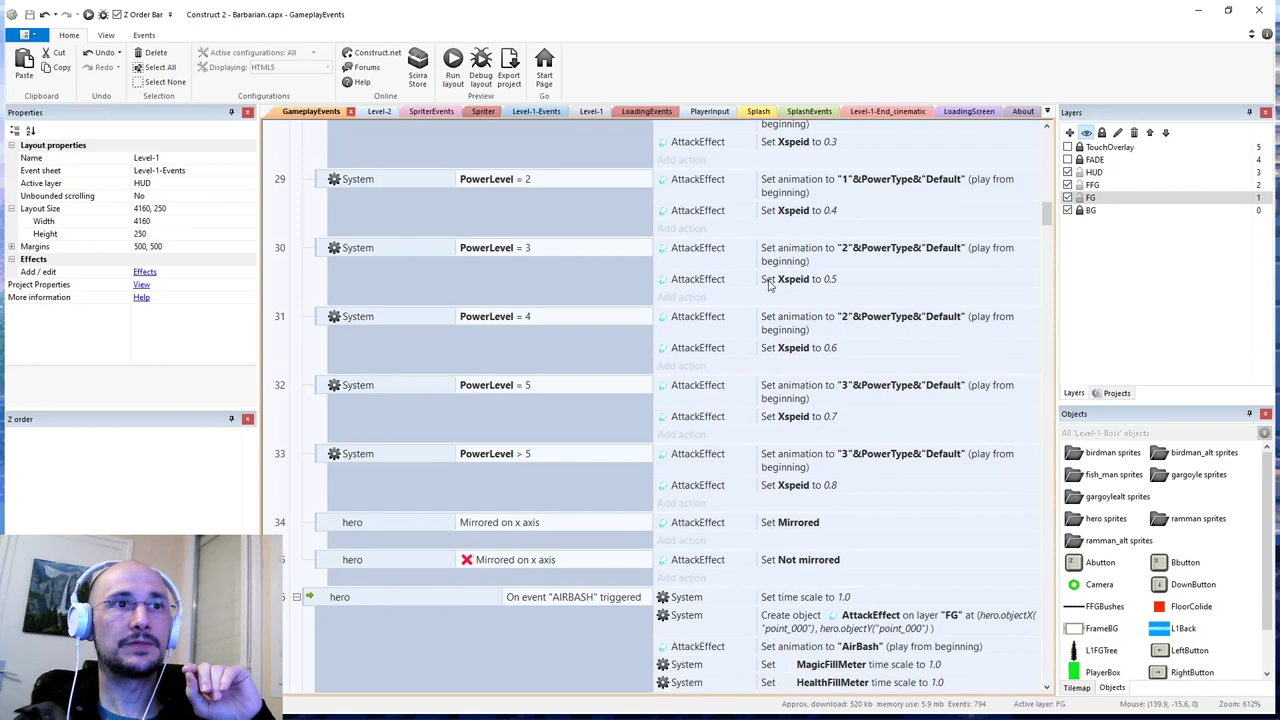 Z Order Bar
Construct 2 - Barbarian.capx - GameplayEvents
Home
View
Events
Paste
Cut
Copy
Clipboard
Undo
Redo
Undo
Delete
Select All
Select None
Selection
Active configurations: All
Displaying:
HTML5
Configurations
Construct.net
Forums
Help
Scirra
Store
Online
Run
layout
Debug
layout
Export
project
Preview
Start
Page
Go
Properties
Layout properties
Name Level-1
Event sheet Level-1-Events
Active layer HUD
Unbounded scrolling No
Layout Size 4160, 250
Width 4160
Height 250
Margins 500, 500
Effects
Add / edit Effects
Project Properties View
More information Help
Z order
GameplayEvents
Level-2
SpriterEvents
Spriter
Level-1-Events
Level-1
LoadingEvents
PlayerInput
Splash
SplashEvents
Level-1-End_cinematic
LoadingScreen
About
beginning)
AttackEffect Set Xspeid to 0.3
Add action
29 System PowerLevel = 2 AttackEffect Set animation to "1"&PowerType&"Default" (play from
beginning)
AttackEffect Set Xspeid to 0.4
Add action
30 System PowerLevel = 3 AttackEffect Set animation to "2"&PowerType&"Default" (play from
beginning)
AttackEffect Set Xspeid to 0.5
Add action
31 System PowerLevel = 4 AttackEffect Set animation to "2"&PowerType&"Default" (play from
beginning)
AttackEffect Set Xspeid to 0.6
Add action
32 System PowerLevel = 5 AttackEffect Set animation to "3"&PowerType&"Default" (play from
beginning)
AttackEffect Set Xspeid to 0.7
Add action
33 System PowerLevel > 5 AttackEffect Set animation to "3"&PowerType&"Default" (play from
beginning)
AttackEffect Set Xspeid to 0.8
Add action
34 hero Mirrored on x axis AttackEffect Set Mirrored
Add action
hero Mirrored on x axis AttackEffect Set Not mirrored
Add action
hero On event "AIRBASH" triggered System Set time scale to 1.0
System Create object AttackEffect on layer "FG" at (hero.objectX(
"point_000"), hero.objectY("point_000") )
AttackEffect Set animation to "AirBash" (play from beginning)
System Set MagicFillMeter time scale to 1.0
System Set HealthFillMeter time scale to 1.0
Layers
TouchOverlay 5
FADE 4
HUD 3
FFG 2
FG 1
BG 0
Layers
Projects
Objects
All 'Level-1-Boss' objects
birdman sprites
birdman_alt sprites
fish_man sprites
gargoyle sprites
gargoylealt sprites
hero sprites
ramman sprites
ramman_alt sprites
Abutton
Bbutton
Camera
DownButton
FFGBushes
FloorColide
FrameBG
L1Back
L1FGTree
LeftButton
PlayerBox
RightButton
Tilemap
Objects
Approx. download: 520 kb
memory use: 5.9 mb
Events: 794
Active layer: FG
Mouse: (139.9, -15.6, 0)
Zoom: 612%